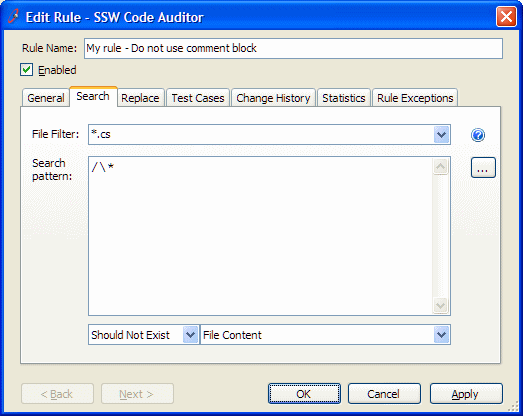 Edit Rule - SSW Code Auditor
Rule Name: My rule - Do not use comment block
Enabled
General Search Replace Test Cases Change History Statistics Rule Exceptions
File Filter: *.cs
Search pattern: /\*
...
Should Not Exist File Content
< Back Next > OK Cancel Apply